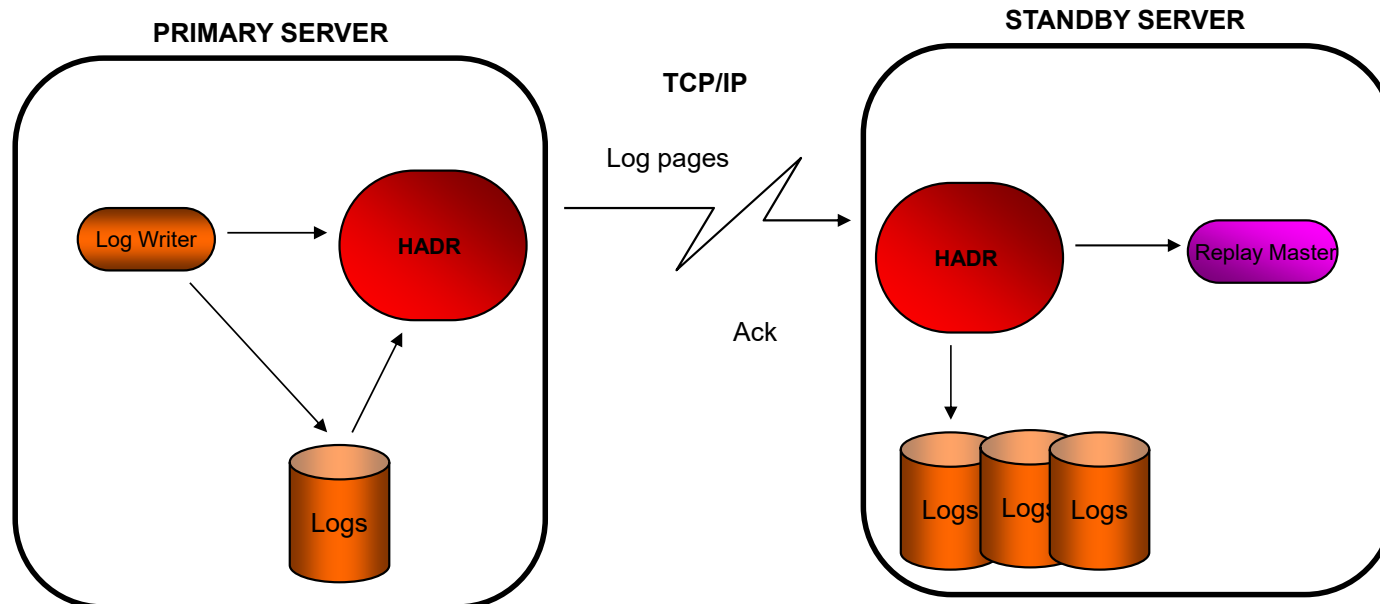 PRIMARY SERVER
STANDBY SERVER
TCP/IP
Log pages
Log Writer
HADR
HADR
Replay Master
Ack
Logs
Logs
Logs
Logs